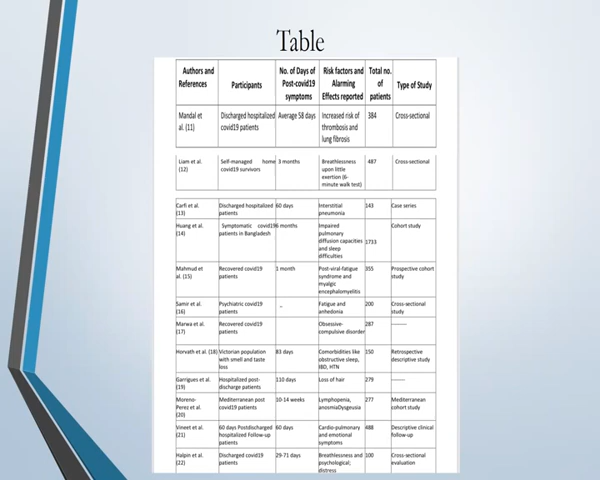 Table
Authors and References | Participants | No. of Days of Post-covid19 symptoms | Risk factors and Alarming Effects reported | Total no. of patients | Type of Study
Mandal et al. (11) | Discharged hospitalized covid19 patients | Average 58 days | Increased risk of thrombosis and lung fibrosis | 384 | Cross-sectional
Liam et al. (12) | Self-managed home covid19 survivors | 3 months | Breathlessness upon little exertion (6-minute walk test) | 487 | Cross-sectional
Carfi et al. (13) | Discharged hospitalized patients | 60 days | Interstitial pneumonia | 143 | Case series
Huang et al. (14) | Symptomatic covid19 patients in Bangladesh | 6 months | Impaired pulmonary diffusion capacities and sleep difficulties | 1733 | Cohort study
Mahmud et al. (15) | Recovered covid19 patients | 1 month | Post-viral-fatigue syndrome and myalgic encephalomyelitis | 355 | Prospective cohort study
Samir et al. (16) | Psychiatric covid19 patients | _ | Fatigue and anhedonia | 200 | Cross-sectional study
Marwa et al. (17) | Recovered covid19 patients | Obsessive-compulsive disorder | 287 | --------
Horvath et al. (18) | Victorian population with smell and taste loss | 83 days | Comorbidities like obstructive sleep, IBD, HTN | 150 | Retrospective descriptive study
Garrigues et al. (19) | Hospitalized post-discharge patients | 110 days | Loss of hair | 279 | -------
Moreno-Perez et al. (20) | Mediterranean post covid19 patients | 10-14 weeks | Lymphopenia, anosmiaDysgeusia | 277 | Mediterranean cohort study
Vineet et al. (21) | 60 days Postdischarged hospitalized Follow-up patients | 60 days | Cardio-pulmonary and emotional symptoms | 488 | Descriptive clinical follow-up
Halpin et al. (22) | Discharged covid19 patients | 29-71 days | Breathlessness and psychological; distress | 100 | Cross-sectional evaluation